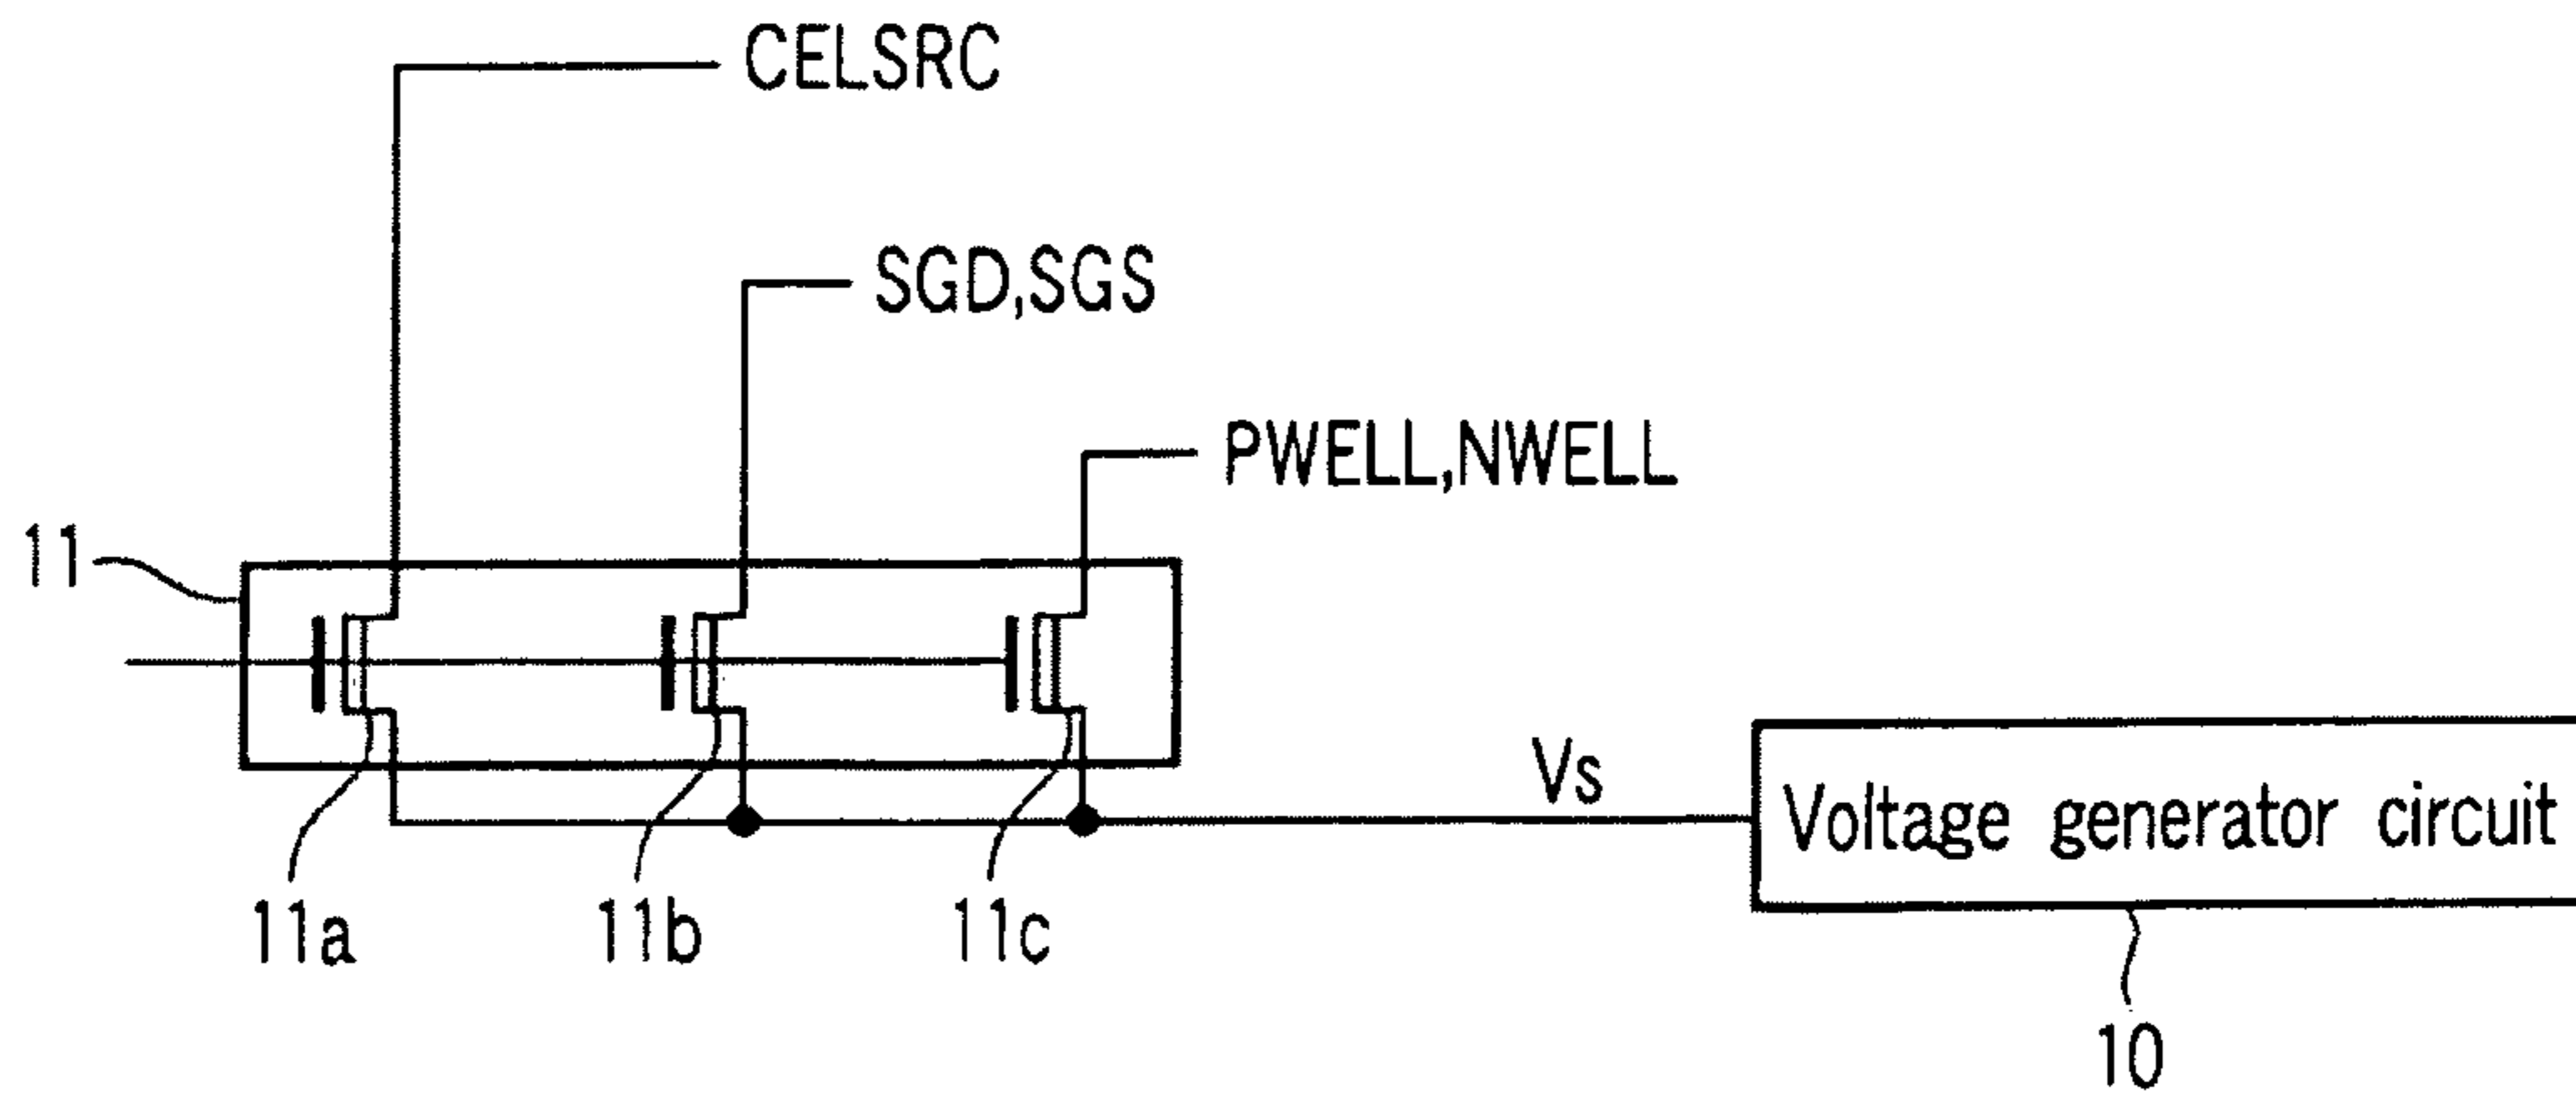 CELSRC
SGD,SGS
PWELL,NWELL
11
Vs
Voltage generator circuit
11a
11b
11c
10